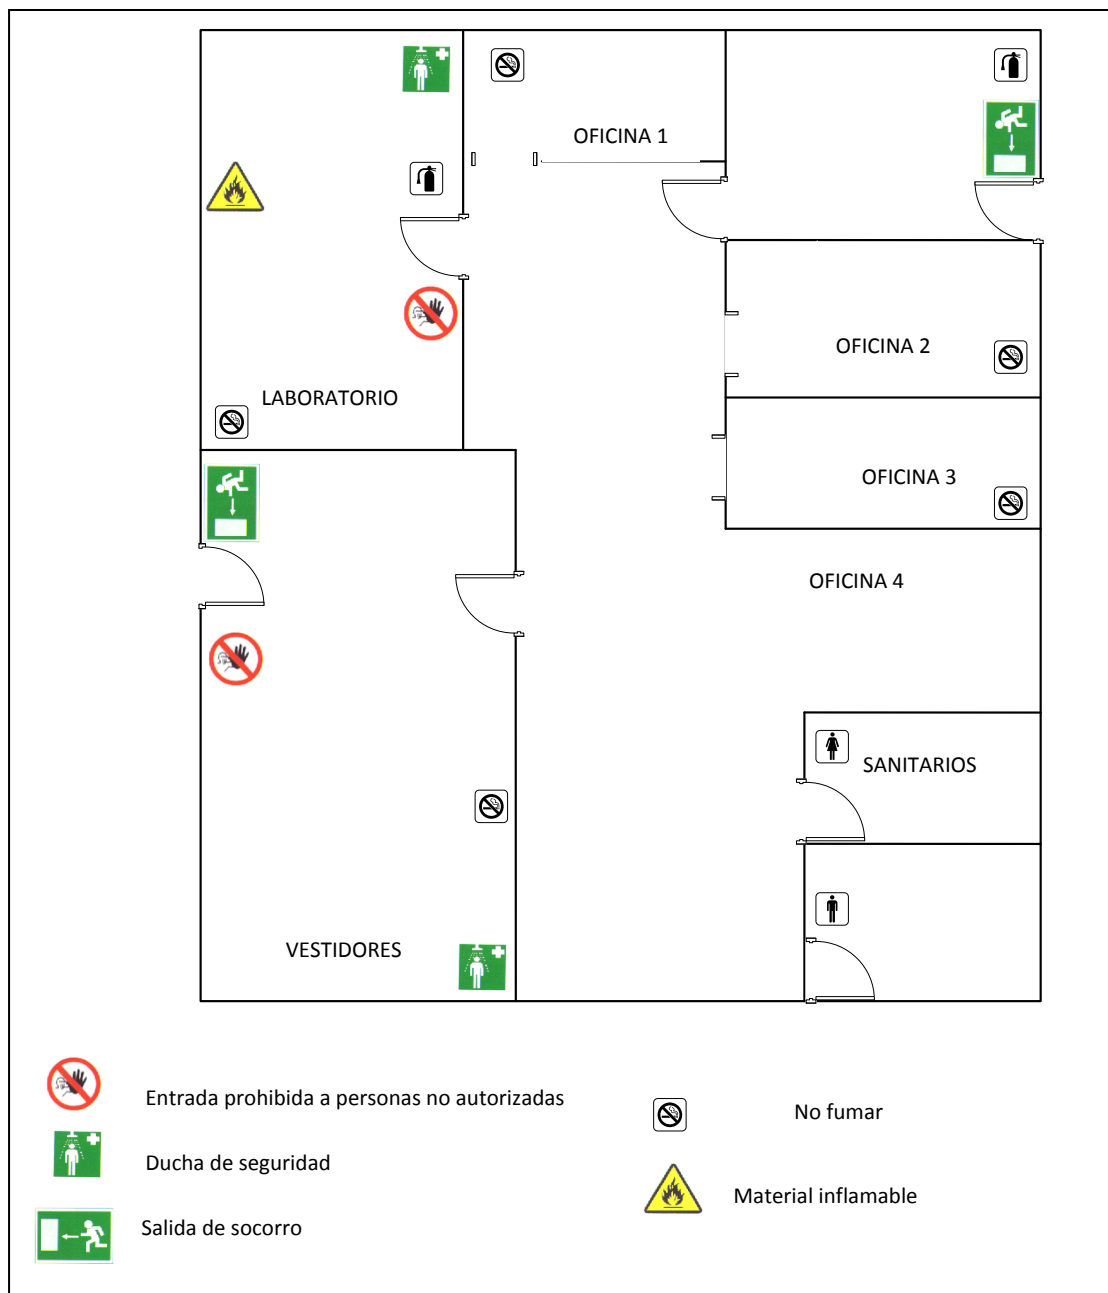 OFICINA 1
OFICINA 2
LABORATORIO
OFICINA 3
OFICINA 4
SANITARIOS
VESTIDORES
Entrada prohibida a personas no autorizadas
No fumar
Ducha de seguridad
Material inflamable
Salida de socorro